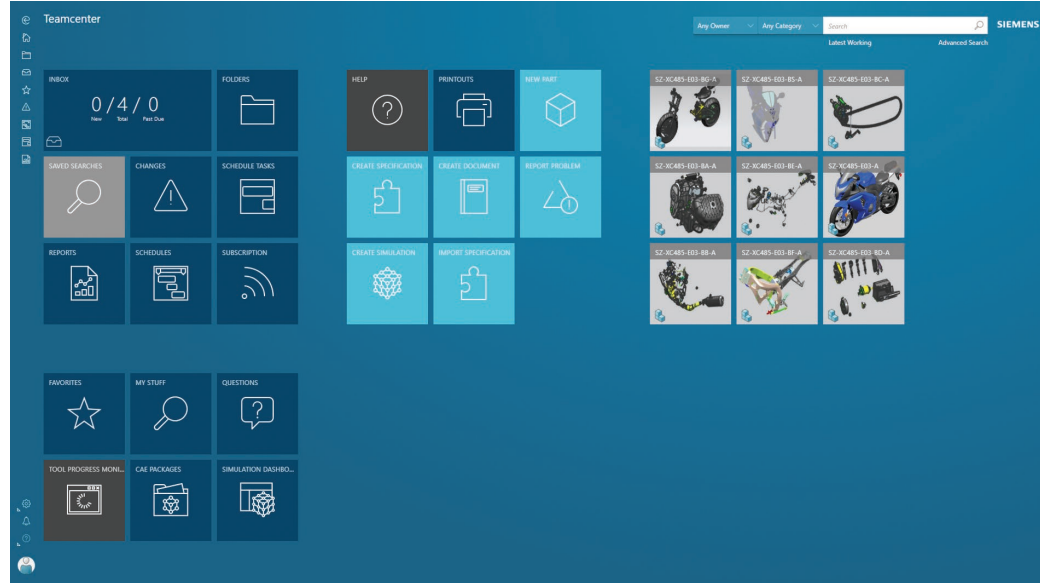 Teamcenter
Any Owner
Any Category
Search
SIEMENS
Latest Working
Advanced Search
INBOX
0 / 4 / 0
New Total Past Due
FOLDERS
SAVED SEARCHES
CHANGES
SCHEDULE TASKS
REPORTS
SCHEDULES
SUBSCRIPTION
HELP
PRINTOUTS
NEW PART
CREATE SPECIFICATION
CREATE DOCUMENT
REPORT PROBLEM
CREATE SIMULATION
IMPORT SPECIFICATION
SZ-XC485-E03-BG-A
SZ-XC485-E03-BS-A
SZ-XC485-E03-BC-A
SZ-XC485-E03-BA-A
SZ-XC485-E03-BE-A
SZ-XC485-E03-A
SZ-XC485-E03-BB-A
SZ-XC485-E03-BF-A
SZ-XC485-E03-BD-A
FAVORITES
MY STUFF
QUESTIONS
TOOL PROGRESS MONI...
CAE PACKAGES
SIMULATION DASHBO...